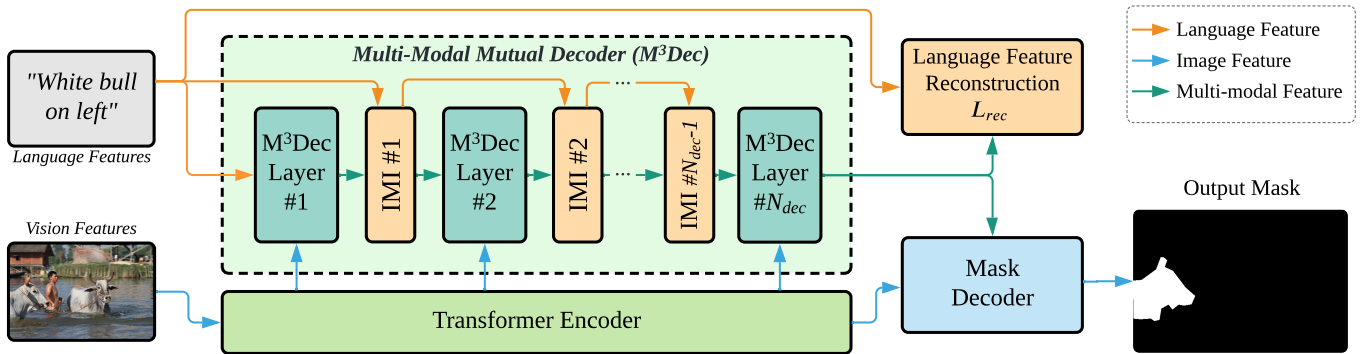 Multi-Modal Mutual Decoder (M³Dec)
"White bull
on left"
Language Features
M³Dec
Layer
#1
IMI #1
M³Dec
Layer
#2
IMI #2
...
...
IMI #N_dec-1
M³Dec
Layer
#N_dec
Language Feature
Reconstruction
L_rec
Language Feature
Image Feature
Multi-modal Feature
Vision Features
Transformer Encoder
Mask
Decoder
Output Mask